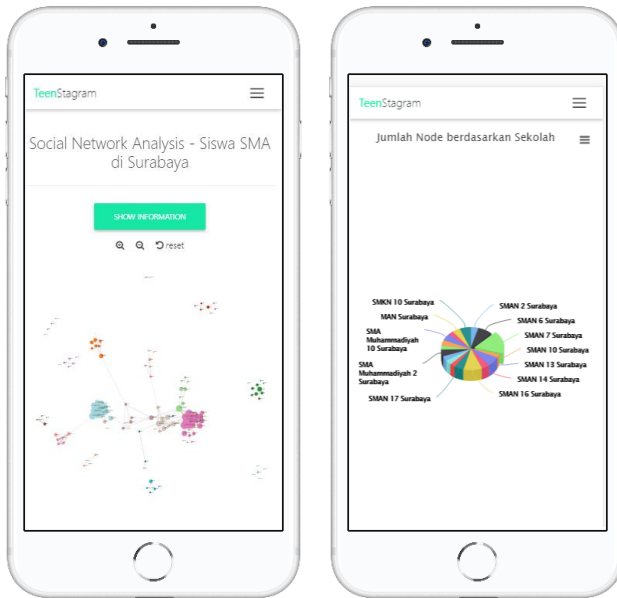 TeenStagram
Social Network Analysis - Siswa SMA
di Surabaya
SHOW INFORMATION
reset
TeenStagram
Jumlah Node berdasarkan Sekolah
SMKN 10 Surabaya
SMAN 2 Surabaya
MAN Surabaya
SMAN 6 Surabaya
SMA
Muhammadiyah
10 Surabaya
SMAN 7 Surabaya
SMAN 10 Surabaya
SMA
Muhammadiyah 2
Surabaya
SMAN 13 Surabaya
SMAN 14 Surabaya
SMAN 17 Surabaya
SMAN 16 Surabaya